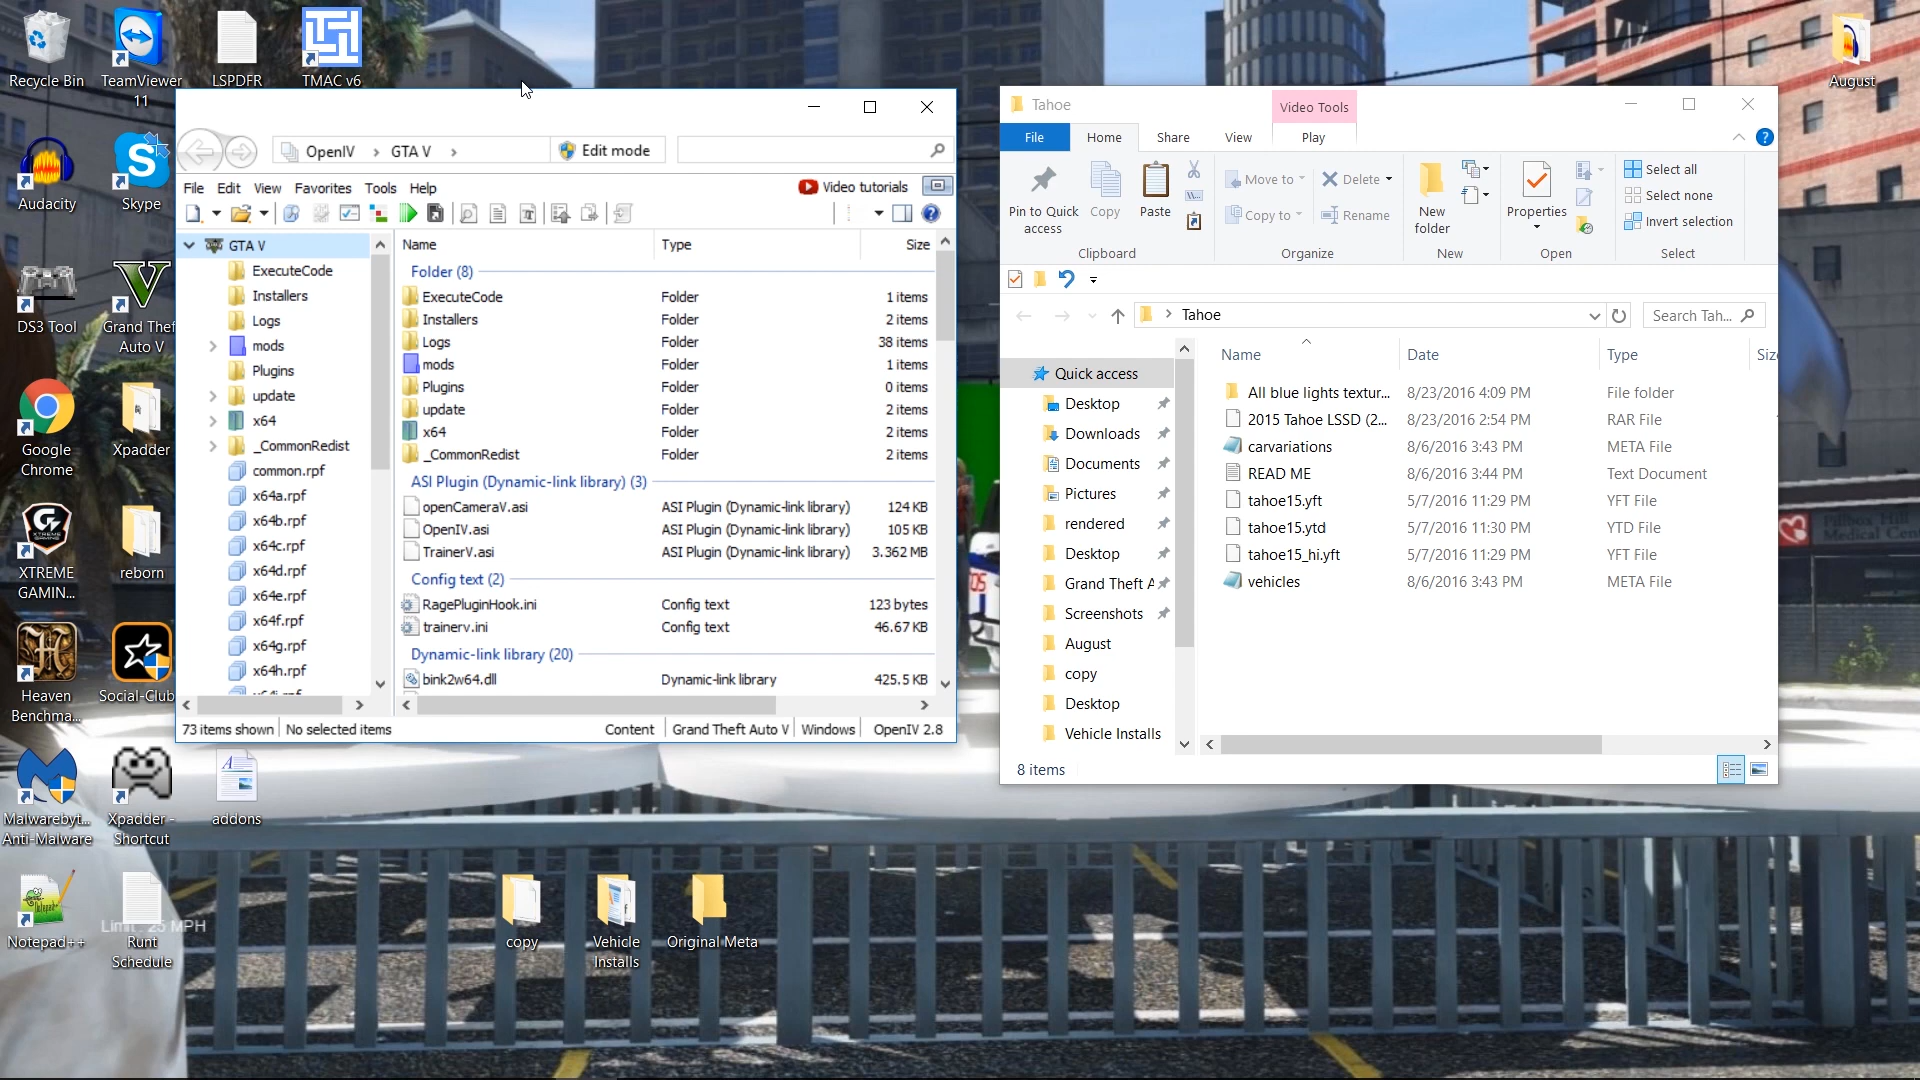 Recycle Bin
TeamViewer
11
LSPDFR
TMAC v6
August
Audacity
Skype
DS3 Tool
Grand Thef
Auto V
Google
Chrome
Xpadder
XTREME
GAMIN...
reborn
Heaven
Benchma...
Social-Club
Malwarebyt...
Anti-Malware
Xpadder -
Shortcut
addons
Notepad++
Limit : 25 MPH
Runt
Schedule
copy
Vehicle
Installs
Original Meta
OpenIV > GTA V >
Edit mode
File Edit View Favorites Tools Help
Video tutorials
GTA V
ExecuteCode
Installers
Logs
mods
Plugins
update
x64
_CommonRedist
common.rpf
x64a.rpf
x64b.rpf
x64c.rpf
x64d.rpf
x64e.rpf
x64f.rpf
x64g.rpf
x64h.rpf
Name Type Size
Folder (8)
ExecuteCode Folder 1 items
Installers Folder 2 items
Logs Folder 38 items
mods Folder 1 items
Plugins Folder 0 items
update Folder 2 items
x64 Folder 2 items
_CommonRedist Folder 2 items
ASI Plugin (Dynamic-link library) (3)
openCameraV.asi ASI Plugin (Dynamic-link library) 124 KB
OpenIV.asi ASI Plugin (Dynamic-link library) 105 KB
TrainerV.asi ASI Plugin (Dynamic-link library) 3.362 MB
Config text (2)
RagePluginHook.ini Config text 123 bytes
trainerv.ini Config text 46.67 KB
Dynamic-link library (20)
bink2w64.dll Dynamic-link library 425.5 KB
73 items shown No selected items Content Grand Theft Auto V Windows OpenIV 2.8
Tahoe
Video Tools
File Home Share View Play
Pin to Quick
access
Copy
Paste
Clipboard
Move to
Copy to
Delete
Rename
Organize
New
folder
New
Properties
Open
Select all
Select none
Invert selection
Select
> Tahoe
Search Tah...
Quick access
Desktop
Downloads
Documents
Pictures
rendered
Desktop
Grand Theft A
Screenshots
August
copy
Desktop
Vehicle Installs
Name Date Type Siz
All blue lights textur... 8/23/2016 4:09 PM File folder
2015 Tahoe LSSD (2... 8/23/2016 2:54 PM RAR File
carvariations 8/6/2016 3:43 PM META File
READ ME 8/6/2016 3:44 PM Text Document
tahoe15.yft 5/7/2016 11:29 PM YFT File
tahoe15.ytd 5/7/2016 11:30 PM YTD File
tahoe15_hi.yft 5/7/2016 11:29 PM YFT File
vehicles 8/6/2016 3:43 PM META File
8 items
Pillbox Hill
Medical Cen